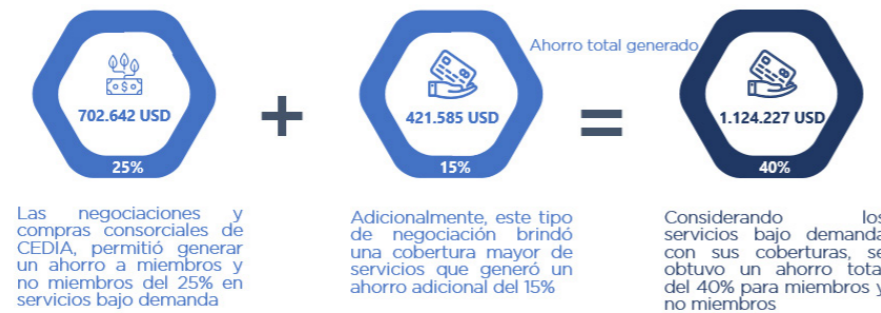 Ahorro total generado
702.642 USD
25%
+
421.585 USD
15%
=
1.124.227 USD
40%
Las negociaciones y
compras consorciales de
CEDIA, permitió generar
un ahorro a miembros y
no miembros del 25% en
servicios bajo demanda
Adicionalmente, este tipo
de negociación brindó
una cobertura mayor de
servicios que generó un
ahorro adicional del 15%
Considerando los
servicios bajo demanda
con sus coberturas, se
obtuvo un ahorro total
del 40% para miembros y
no miembros